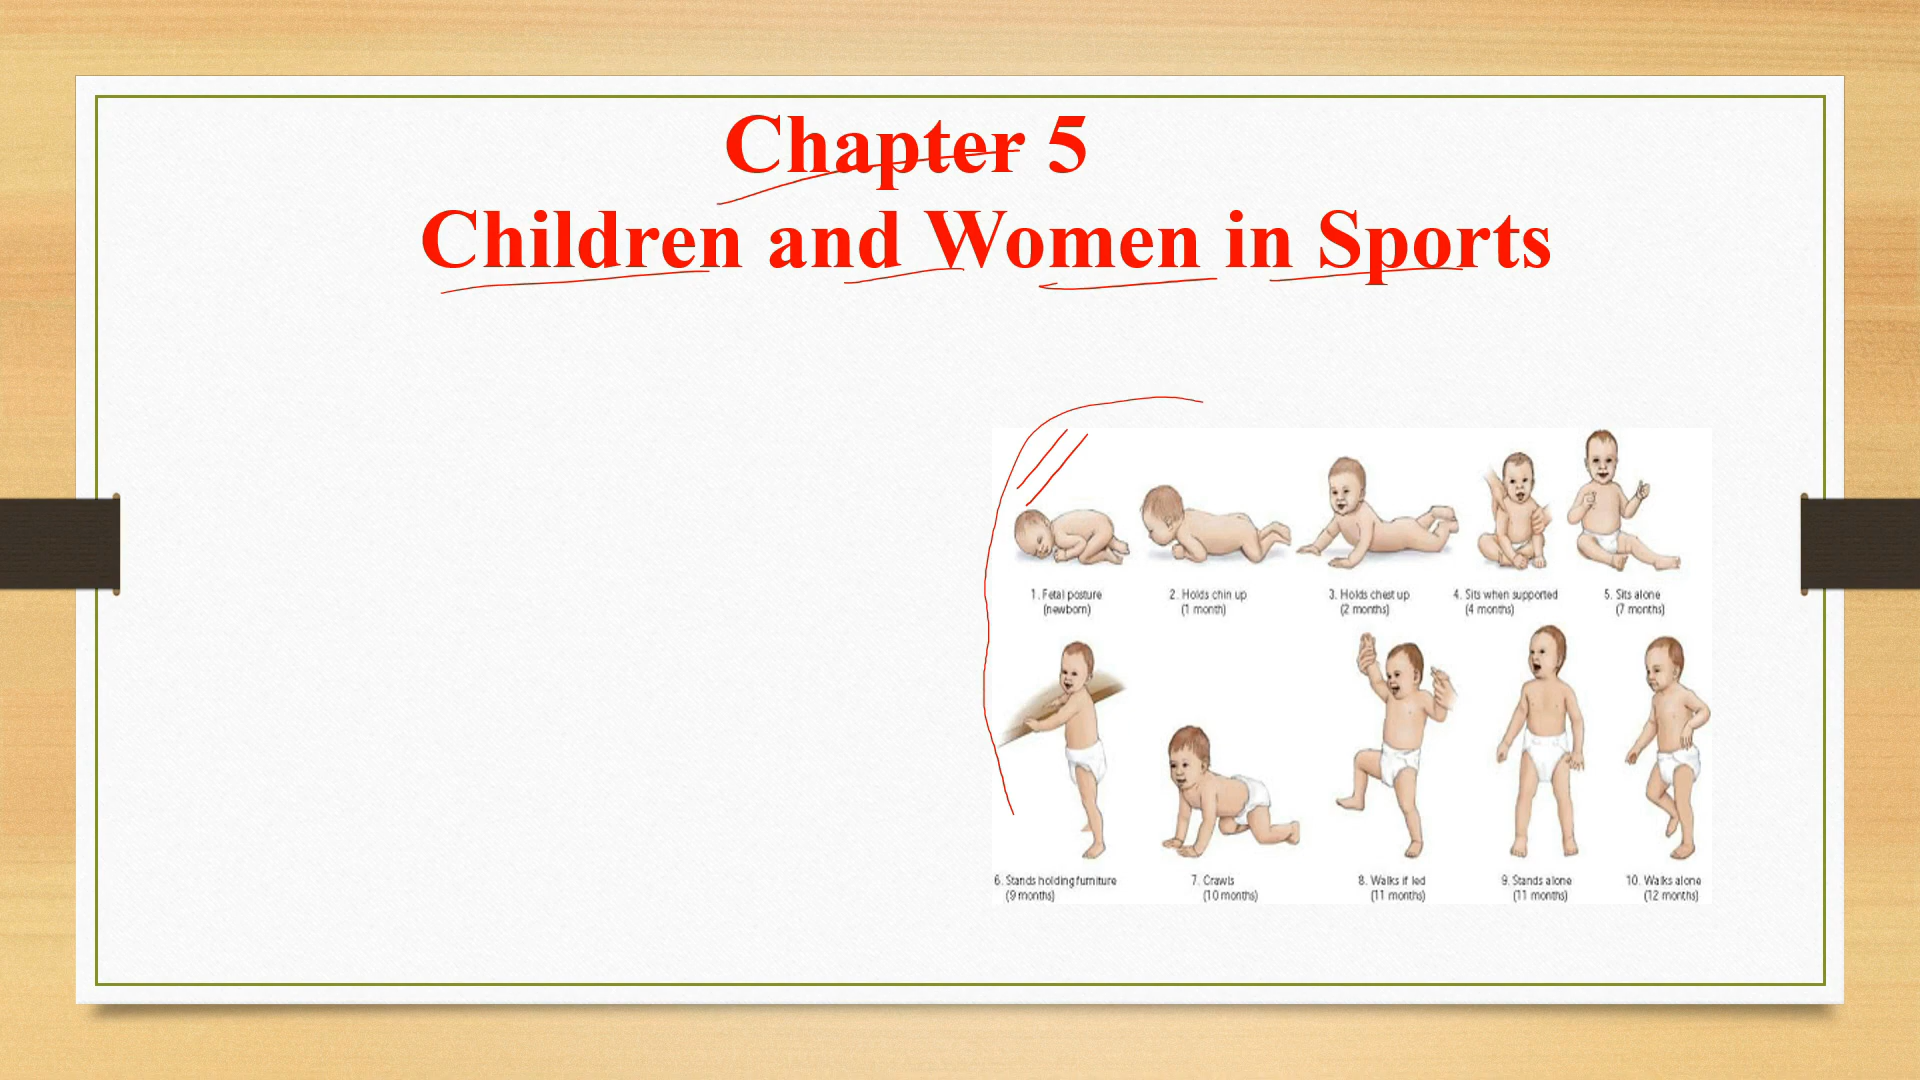 Chapter 5
Children and Women in Sports
1. Fetal posture
(newborn)
2. Holds chin up
(1 month)
3. Holds chest up
(2 months)
4. Sits when supported
(4 months)
5. Sits alone
(7 months)
6. Stands holding furniture
(9 months)
7. Crawls
(10 months)
8. Walks if led
(11 months)
9. Stands alone
(11 months)
10. Walks alone
(12 months)